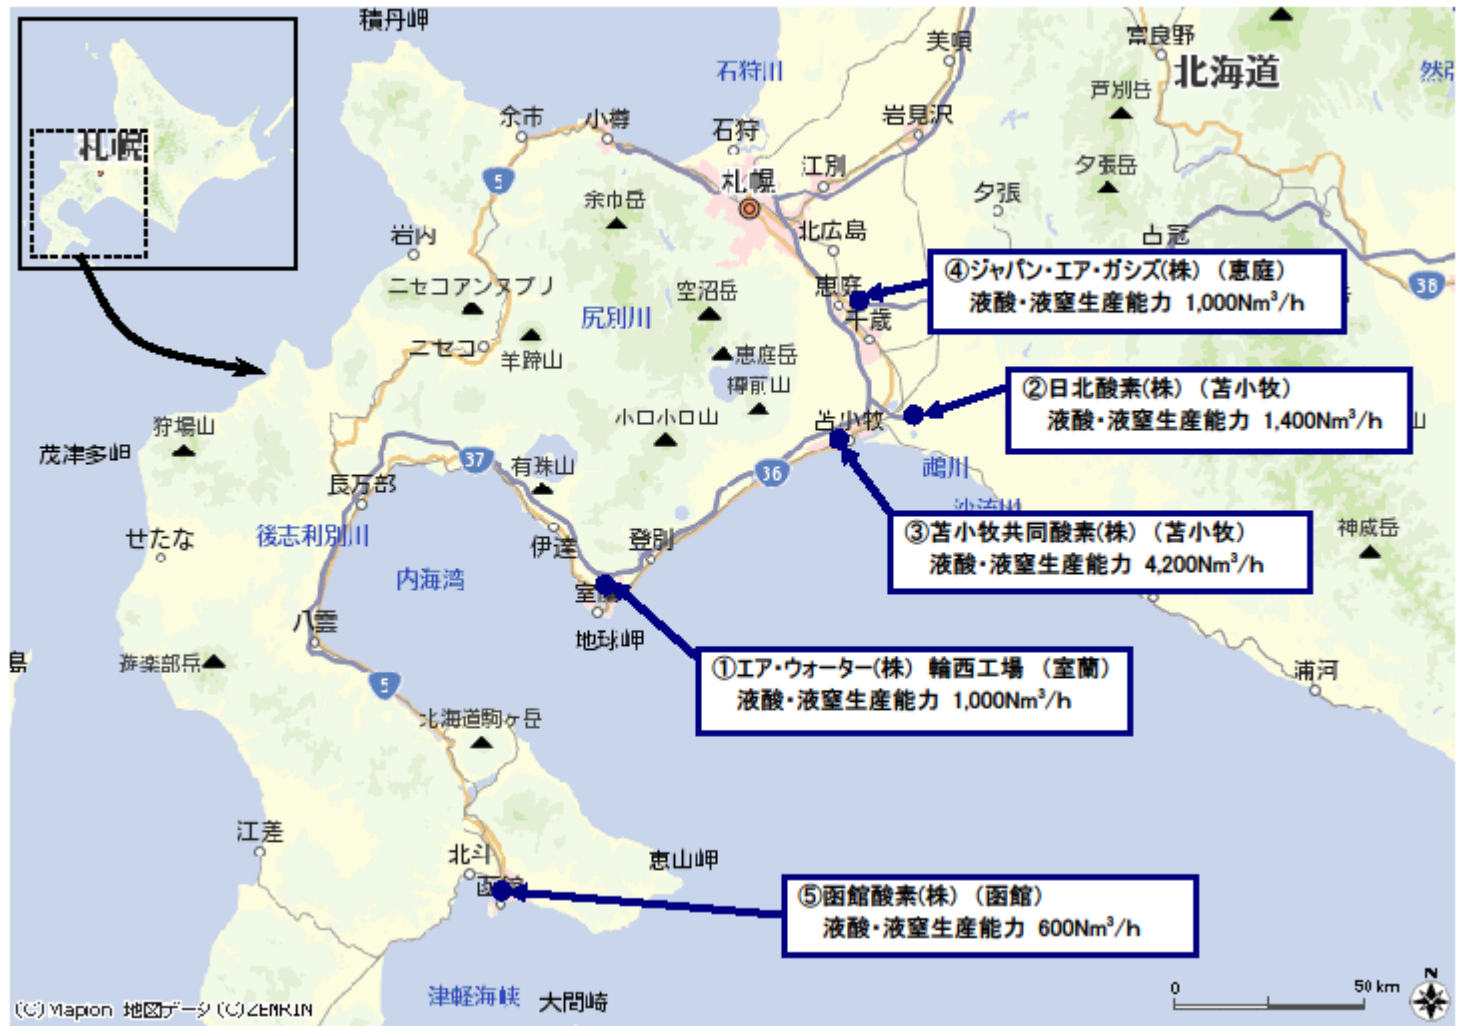 積丹岬
美唄
富良野
石狩川
北海道
芦別岳
余市
小樽
石狩
岩見沢
札幌
江別
夕張岳
札幌
5
余市岳
夕張
岩内
北広島
占冠
④ジャパン・エア・ガシズ(株) (恵庭)
液酸・液窒生産能力 1,000Nm³/h
38
ニセコアンヌプリ
空沼岳
恵庭
尻別川
千歳
ニセコ
羊蹄山
恵庭岳
樽前山
②日北酸素(株) (苫小牧)
液酸・液窒生産能力 1,400Nm³/h
山
狩場山
ホロホロ山
苫小牧
茂津多岬
37
有珠山
36
鵡川
長万部
沙流川
せたな
後志利別川
伊達
登別
③苫小牧共同酸素(株) (苫小牧)
液酸・液窒生産能力 4,200Nm³/h
神威岳
内海湾
室蘭
八雲
地球岬
島
遊楽部岳
5
①エア・ウォーター(株) 輪西工場 (室蘭)
液酸・液窒生産能力 1,000Nm³/h
浦河
北海道駒ヶ岳
江差
北斗
恵山岬
函館
⑤函館酸素(株) (函館)
液酸・液窒生産能力 600Nm³/h
津軽海峡
大間崎
0
50 km
N
(C) Mapion 地図データ (C)ZENRIN